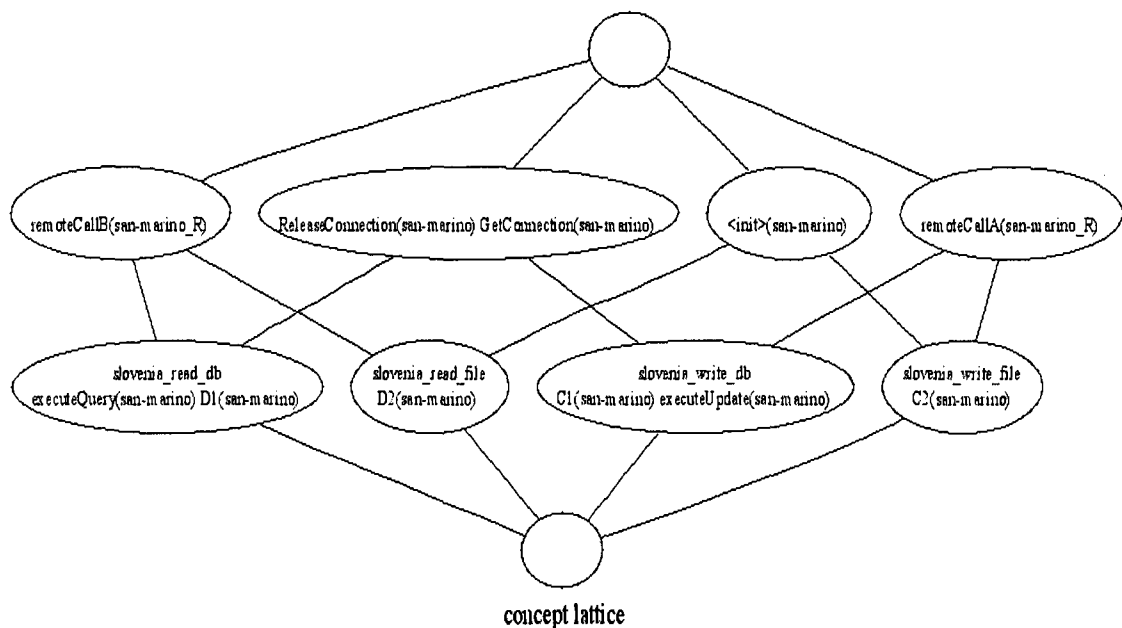 remoteCallB(san-marino_R)
ReleaseConnection(san-marino) GetConnection(san-marino)
<init>(san-marino)
remoteCallA(san-marino_R)
slovenia_read_db
executeQuery(san-marino) D1(san-marino)
slovenia_read_file
D2(san-marino)
slovenia_write_db
C1(san-marino) executeUpdate(san-marino)
slovenia_write_file
C2(san-marino)
concept lattice